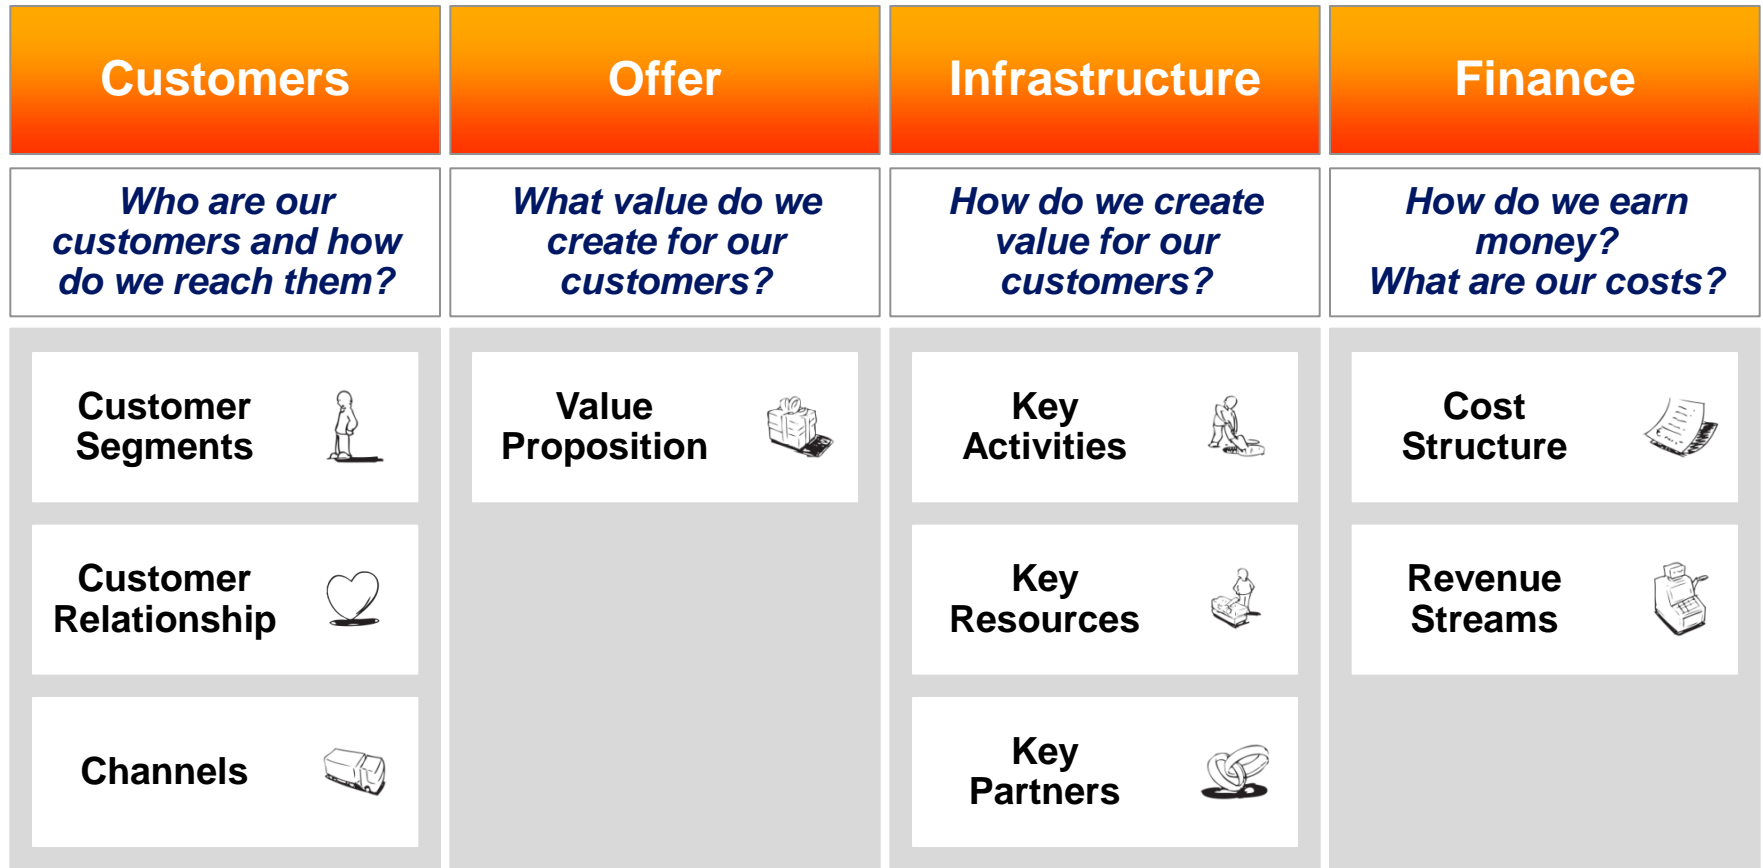 Customers
Offer
Infrastructure
Finance
Who are our
customers and how
do we reach them?
What value do we
create for our
customers?
How do we create
value for our
customers?
How do we earn
money?
What are our costs?
Customer
Segments
Customer
Relationship
Channels
Value
Proposition
Key
Activities
Key
Resources
Key
Partners
Cost
Structure
Revenue
Streams